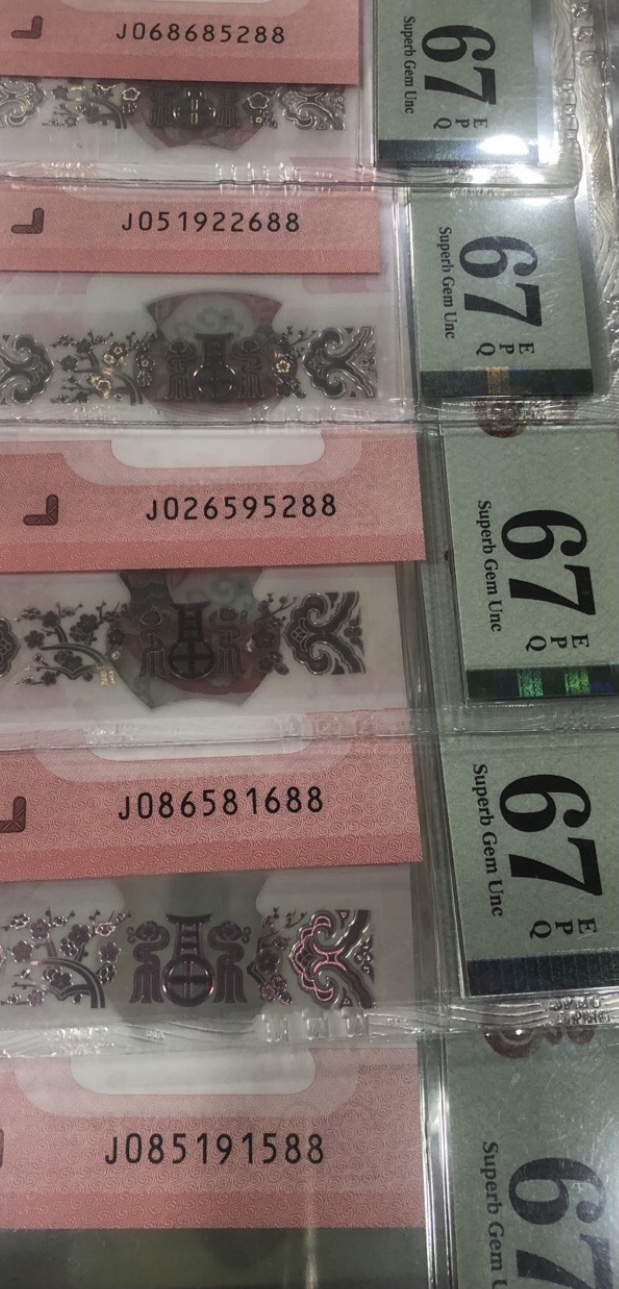 J068685288
67
EPQ
Superb Gem Unc
J051922688
67
EPQ
Superb Gem Unc
J026595288
67
EPQ
Superb Gem Unc
J086581688
67
EPQ
Superb Gem Unc
J085191588
67
Superb Gem U